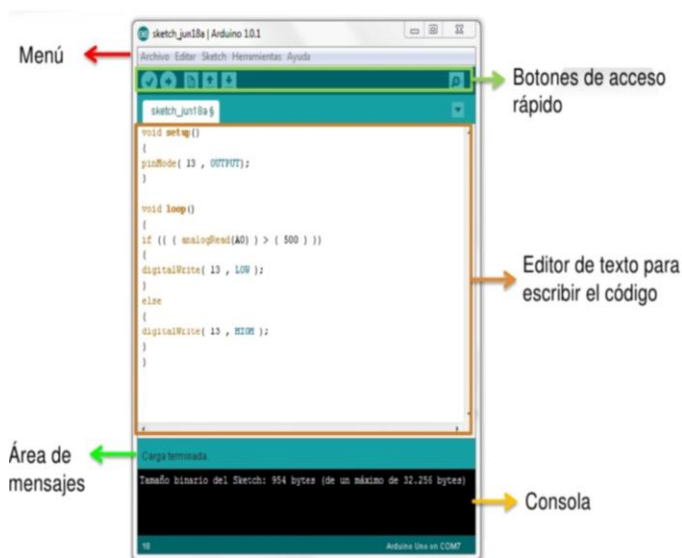 sketch_jun18a | Arduino 1.0.1
Menú
Archivo Editar Sketch Herramientas Ayuda
Botones de acceso
rápido
sketch_jun18a §
void setup()
{
pinMode( 13 , OUTPUT);
}
void loop()
{
if (( ( analogRead(A0) ) > ( 500 ) ))
{
digitalWrite( 13 , LOW );
}
else
{
digitalWrite( 13 , HIGH );
}
}
Editor de texto para
escribir el código
Área de
mensajes
Carga terminada.
Tamaño binario del Sketch: 954 bytes (de un máximo de 32.256 bytes)
Consola
18
Arduino Uno en COM7